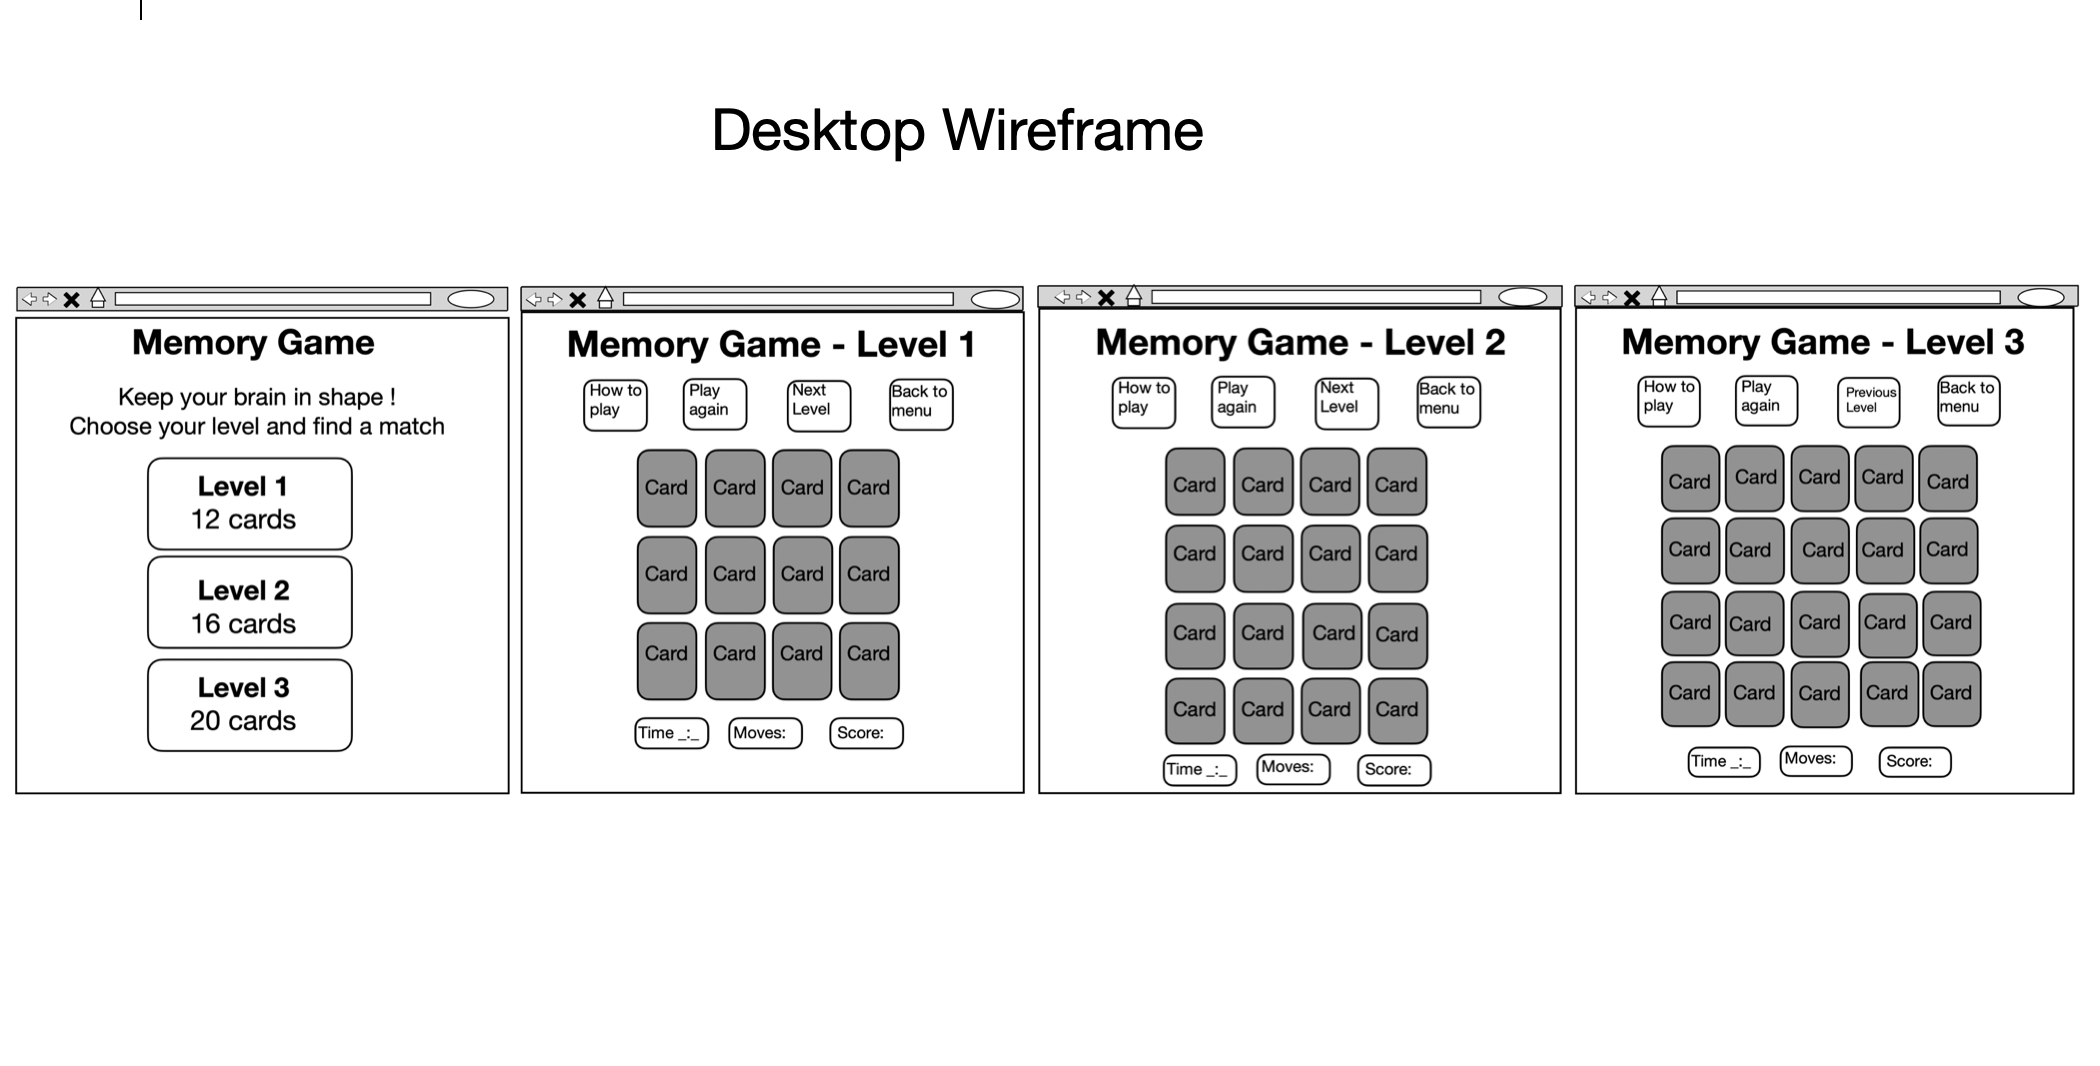 Desktop Wireframe
Memory Game
Keep your brain in shape !
Choose your level and find a match
Level 1
12 cards
Level 2
16 cards
Level 3
20 cards
Memory Game - Level 1
How to
play
Play
again
Next
Level
Back to
menu
Card Card Card Card
Card Card Card Card
Card Card Card Card
Time _:_
Moves:
Score:
Memory Game - Level 2
How to
play
Play
again
Next
Level
Back to
menu
Card Card Card Card
Card Card Card Card
Card Card Card Card
Card Card Card Card
Time _:_
Moves:
Score:
Memory Game - Level 3
How to
play
Play
again
Previous
Level
Back to
menu
Card Card Card Card Card
Card Card Card Card Card
Card Card Card Card Card
Card Card Card Card Card
Time _:_
Moves:
Score: